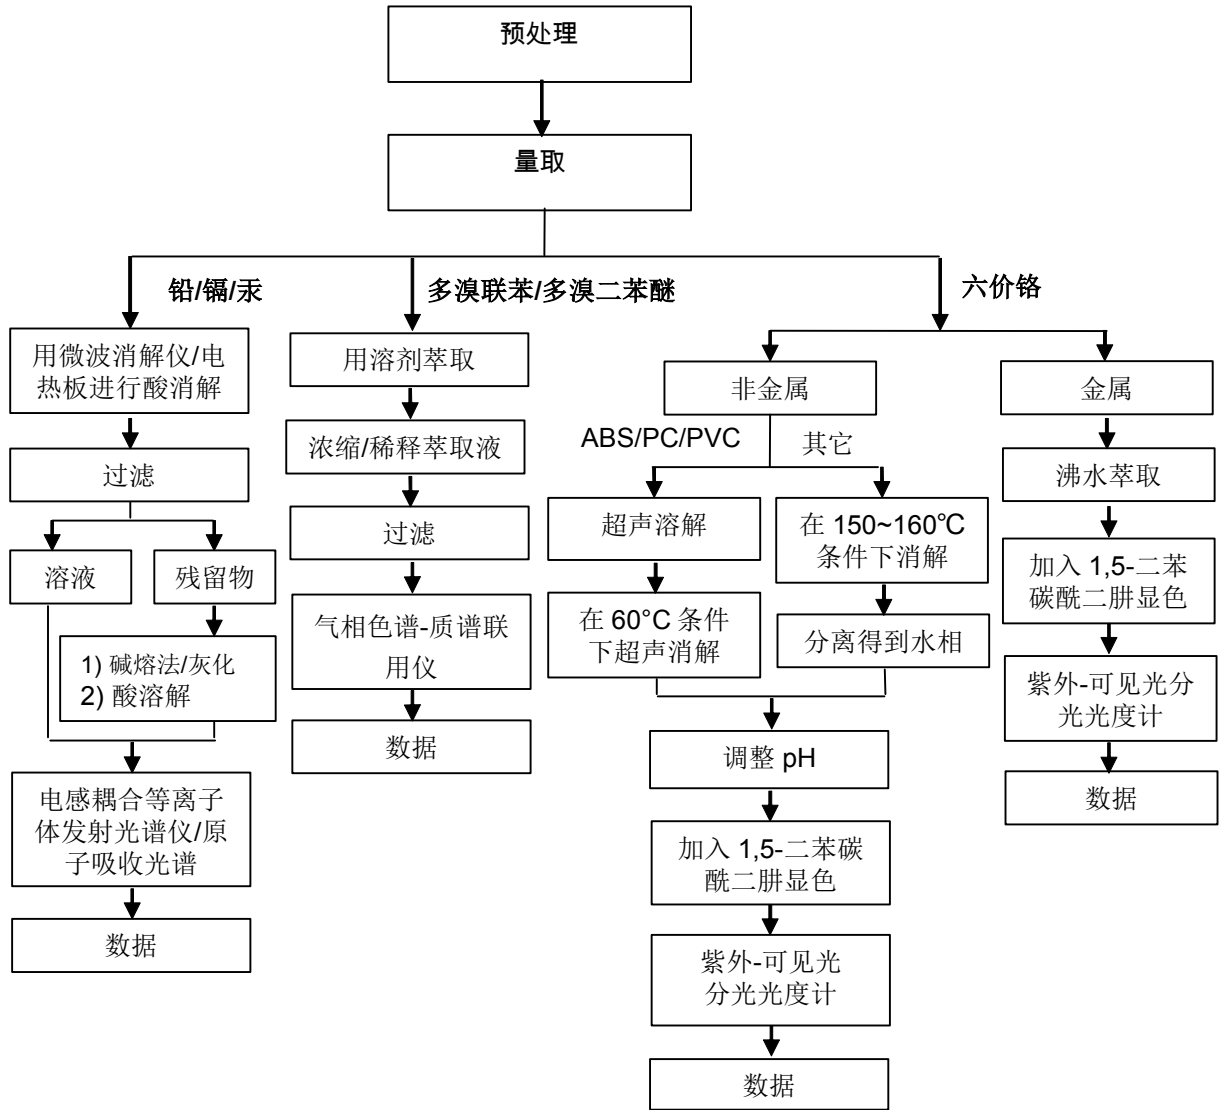 预处理
量取
铅/镉/汞
多溴联苯/多溴二苯醚
六价铬
用微波消解仪/电
热板进行酸消解
过滤
溶液
残留物
1) 碱熔法/灰化
2) 酸溶解
电感耦合等离子
体发射光谱仪/原
子吸收光谱
数据
用溶剂萃取
浓缩/稀释萃取液
过滤
气相色谱-质谱联
用仪
数据
非金属
ABS/PC/PVC
其它
超声溶解
在 60°C 条件
下超声消解
在 150~160℃
条件下消解
分离得到水相
调整 pH
加入 1,5-二苯碳
酰二肼显色
紫外-可见光
分光光度计
数据
金属
沸水萃取
加入 1,5-二苯
碳酰二肼显色
紫外-可见光分
光光度计
数据